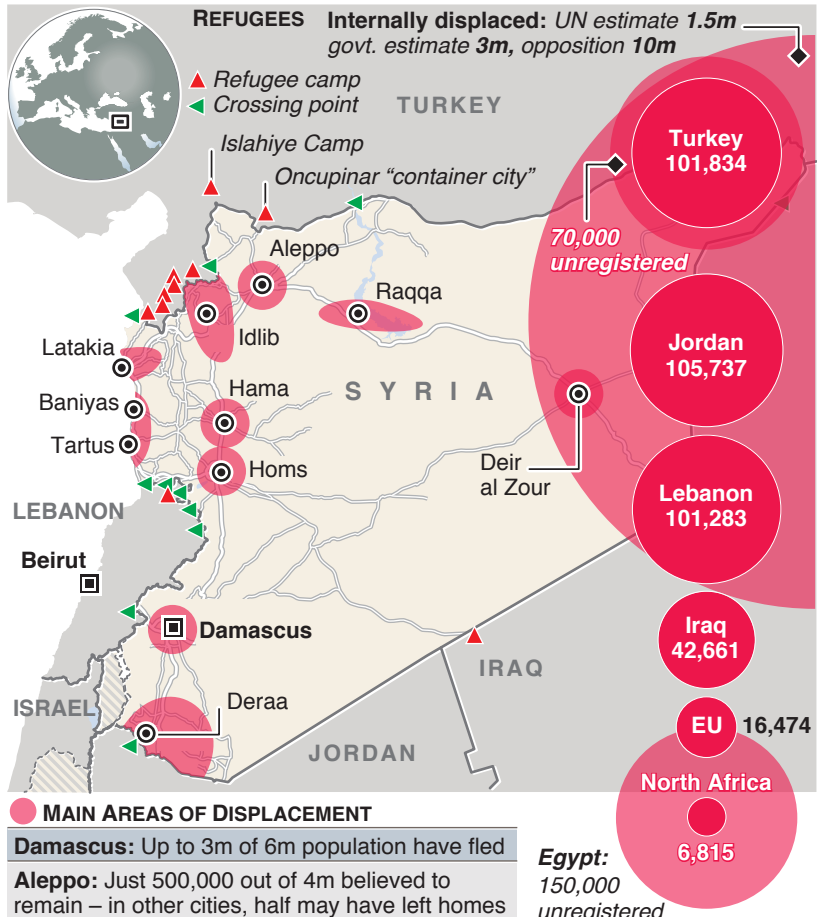 REFUGEES
Internally displaced: UN estimate 1.5m
govt. estimate 3m, opposition 10m
Refugee camp
Crossing point
TURKEY
Islahiye Camp
Oncupinar “container city”
Turkey
101,834
70,000
unregistered
Aleppo
Raqqa
Idlib
Jordan
105,737
Latakia
SYRIA
Hama
Baniyas
Tartus
Homs
Deir
al Zour
Lebanon
101,283
LEBANON
Beirut
Damascus
Iraq
42,661
IRAQ
ISRAEL
Deraa
EU 16,474
JORDAN
North Africa
6,815
MAIN AREAS OF DISPLACEMENT
Damascus: Up to 3m of 6m population have fled
Aleppo: Just 500,000 out of 4m believed to
remain – in other cities, half may have left homes
Egypt:
150,000
unregistered